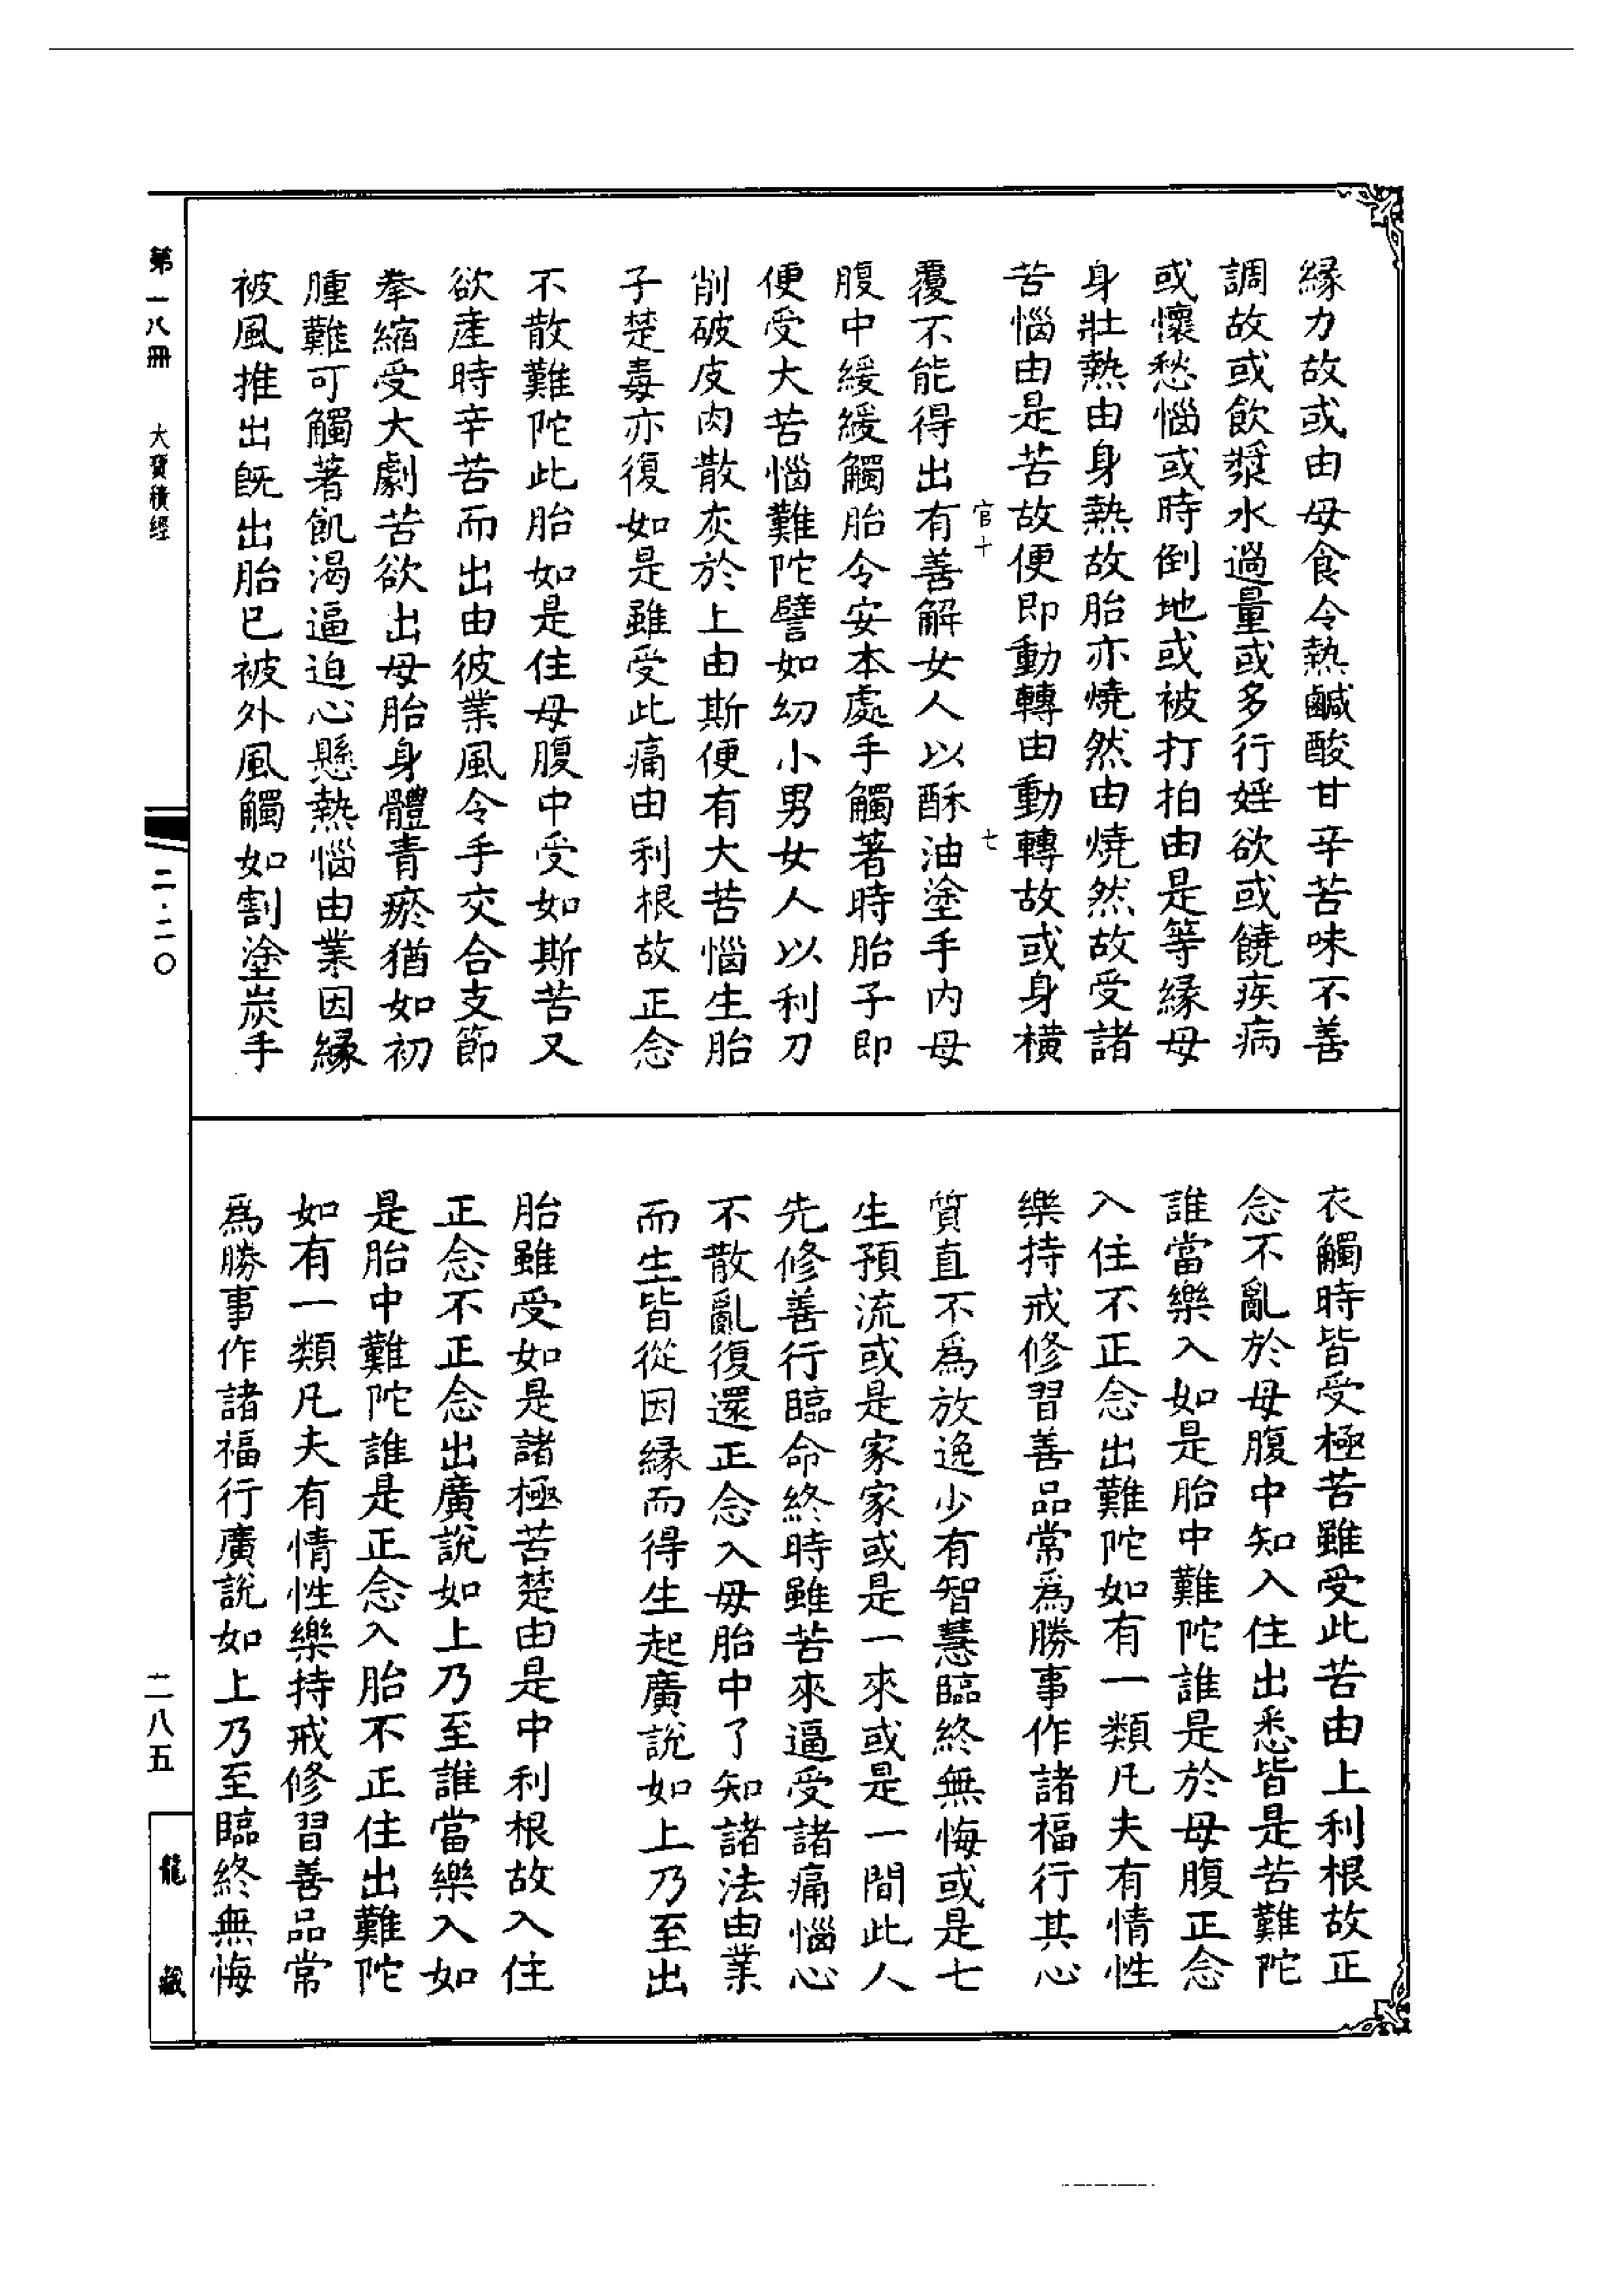 緣力故或由母食令熱鹹酸甘辛苦味不善
調故或飲漿水過量或多行婬欲或饒疾病
或懷愁惱或時倒地或被打拍由是等緣母
身壯熱由身熱故胎亦燒然由燒然故受諸
苦惱由是苦故便即動轉由動轉故或身橫
官十　七
覆不能得出有善解女人以酥油塗手內母
腹中緩緩觸胎令安本處手觸著時胎子即
便受大苦惱難陀譬如幼小男女人以利刀
削破皮肉散灰於上由斯便有大苦惱生胎
子楚毒亦復如是雖受此痛由利根故正念
不散難陀此胎如是住母腹中受如斯苦又
欲產時辛苦而出由彼業風令手交合支節
拳縮受大劇苦欲出母胎身體青瘀猶如初
腫難可觸著飢渴逼迫心懸熱惱由業因緣
被風推出既出胎已被外風觸如割塗炭手
衣觸時皆受極苦雖受此苦由上利根故正
念不亂於母腹中知入住出悉皆是苦難陀
誰當樂入如是胎中難陀誰是於母腹正念
入住不正念出難陀如有一類凡夫有情性
樂持戒修習善品常為勝事作諸福行其心
質直不為放逸少有智慧臨終無悔或是七
生預流或是家家或是一來或是一間此人
先修善行臨命終時雖苦來逼受諸痛惱心
不散亂復還正念入母胎中了知諸法由業
而生皆從因緣而得生起廣說如上乃至出
胎雖受如是諸極苦楚由是中利根故入住
正念不正念出廣說如上乃至誰當樂入如
是胎中難陀誰是正念入胎不正住出難陀
如有一類凡夫有情性樂持戒修習善品常
為勝事作諸福行廣說如上乃至臨終無悔
第一八冊　大寶積經　二·二〇　二八五　龍藏